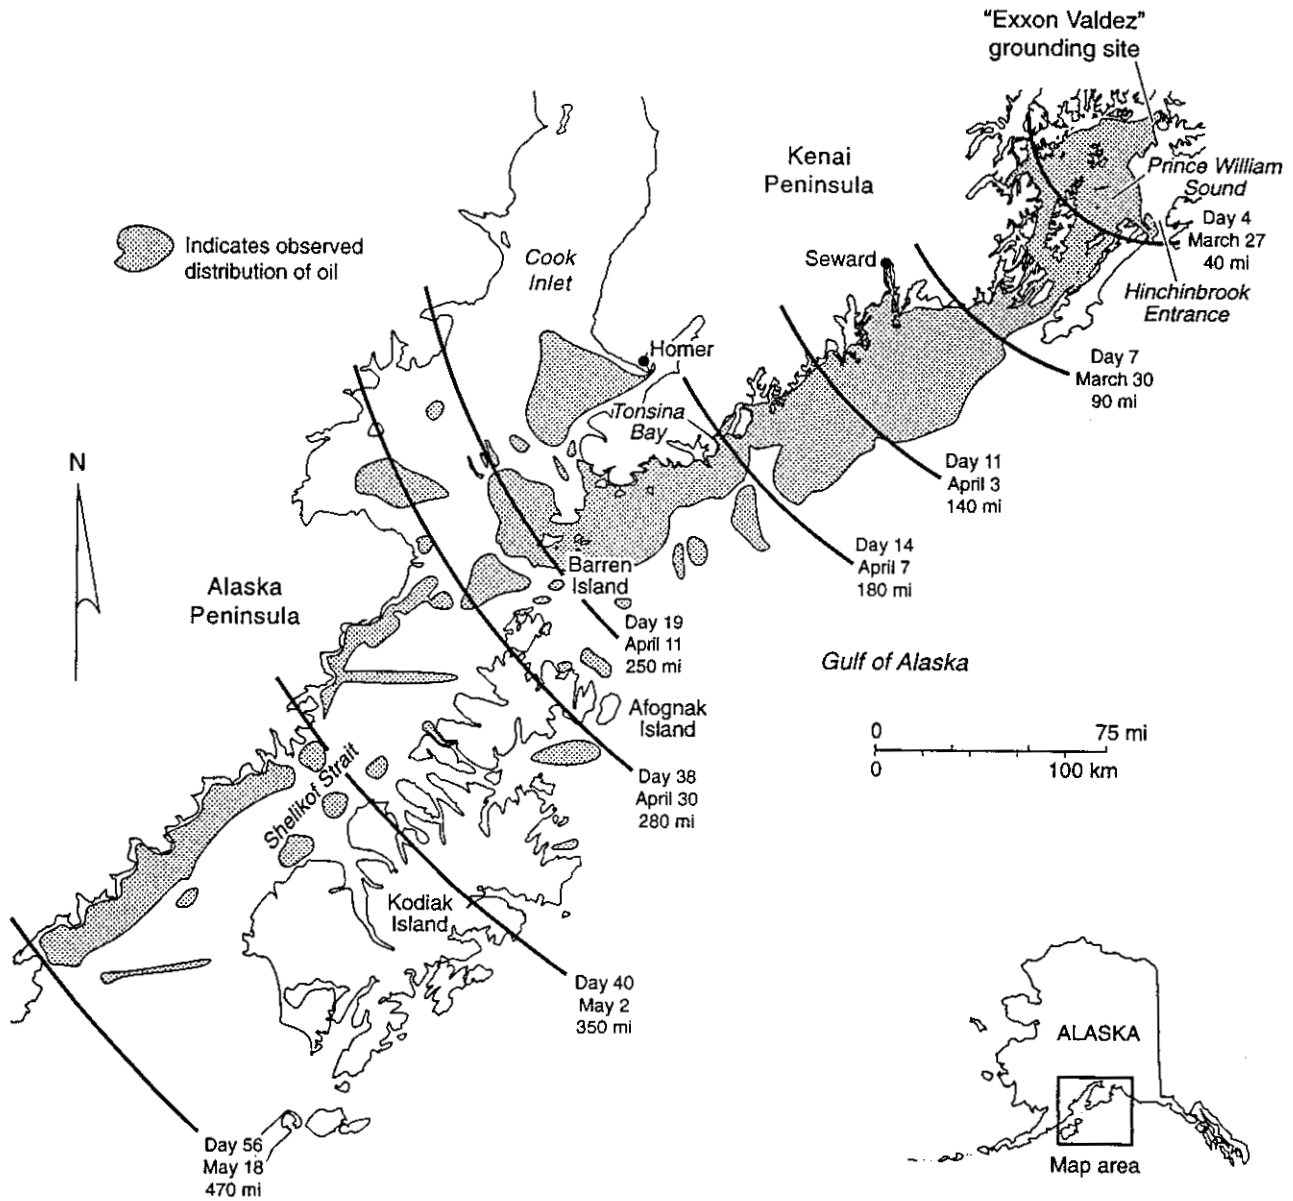 "Exxon Valdez"
grounding site
Kenai
Peninsula
Prince William
Sound
Day 4
March 27
40 mi
Hinchinbrook
Entrance
Seward
Indicates observed
distribution of oil
Cook
Inlet
Homer
Day 7
March 30
90 mi
Tonsina
Bay
N
Day 11
April 3
140 mi
Day 14
April 7
180 mi
Barren
Island
Alaska
Peninsula
Day 19
April 11
250 mi
Gulf of Alaska
Afognak
Island
0 75 mi
0 100 km
Day 38
April 30
280 mi
Shelikof Strait
Kodiak
Island
Day 40
May 2
350 mi
ALASKA
Map area
Day 56
May 18
470 mi